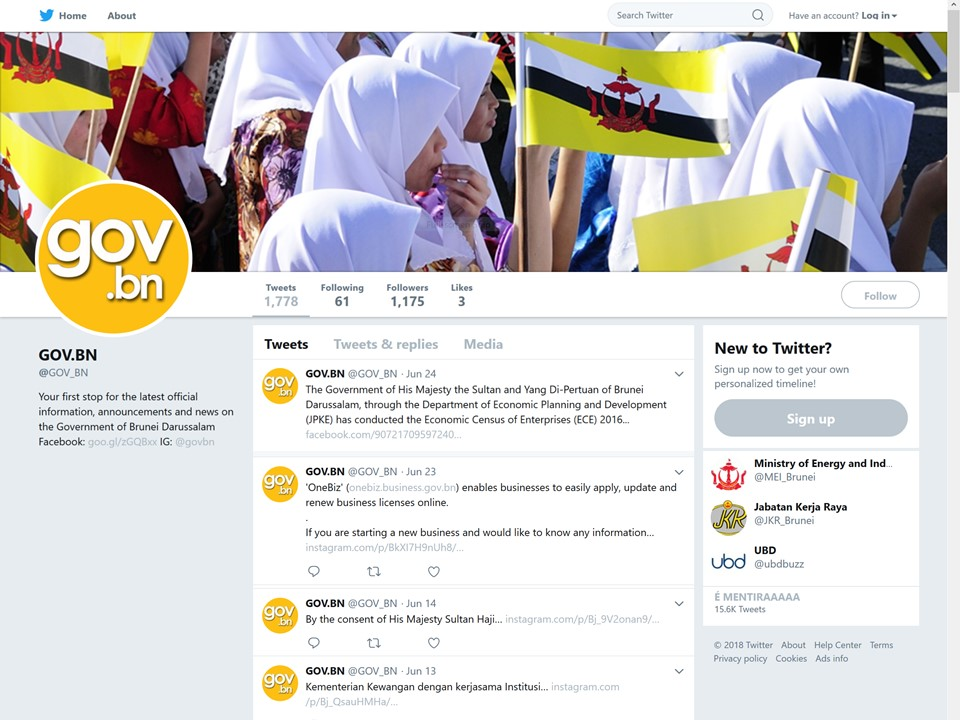 Home
About
Search Twitter
Have an account? Log in
gov
.bn
Tweets
1,778
Following
61
Followers
1,175
Likes
3
Follow
GOV.BN
@GOV_BN
Your first stop for the latest official
information, announcements and news on
the Government of Brunei Darussalam
Facebook: goo.gl/zGQBxx IG: @govbn
Tweets
Tweets & replies
Media
gov
.bn
GOV.BN @GOV_BN · Jun 24
The Government of His Majesty the Sultan and Yang Di-Pertuan of Brunei
Darussalam, through the Department of Economic Planning and Development
(JPKE) has conducted the Economic Census of Enterprises (ECE) 2016...
facebook.com/90721709597240...
gov
.bn
GOV.BN @GOV_BN · Jun 23
'OneBiz' (onebiz.business.gov.bn) enables businesses to easily apply, update and
renew business licenses online.
.
If you are starting a new business and would like to know any information...
instagram.com/p/BkXI7H9nUh8/...
gov
.bn
GOV.BN @GOV_BN · Jun 14
By the consent of His Majesty Sultan Haji... instagram.com/p/Bj_9V2onan9/...
gov
.bn
GOV.BN @GOV_BN · Jun 13
Kementerian Kewangan dengan kerjasama Institusi... instagram.com
/p/Bj_QsauHMHa/...
New to Twitter?
Sign up now to get your own
personalized timeline!
Sign up
Ministry of Energy and Ind...
@MEI_Brunei
JKR
Jabatan Kerja Raya
@JKR_Brunei
ubd
UBD
@ubdbuzz
É MENTIRAAAAA
15.6K Tweets
© 2018 Twitter About Help Center Terms
Privacy policy Cookies Ads info